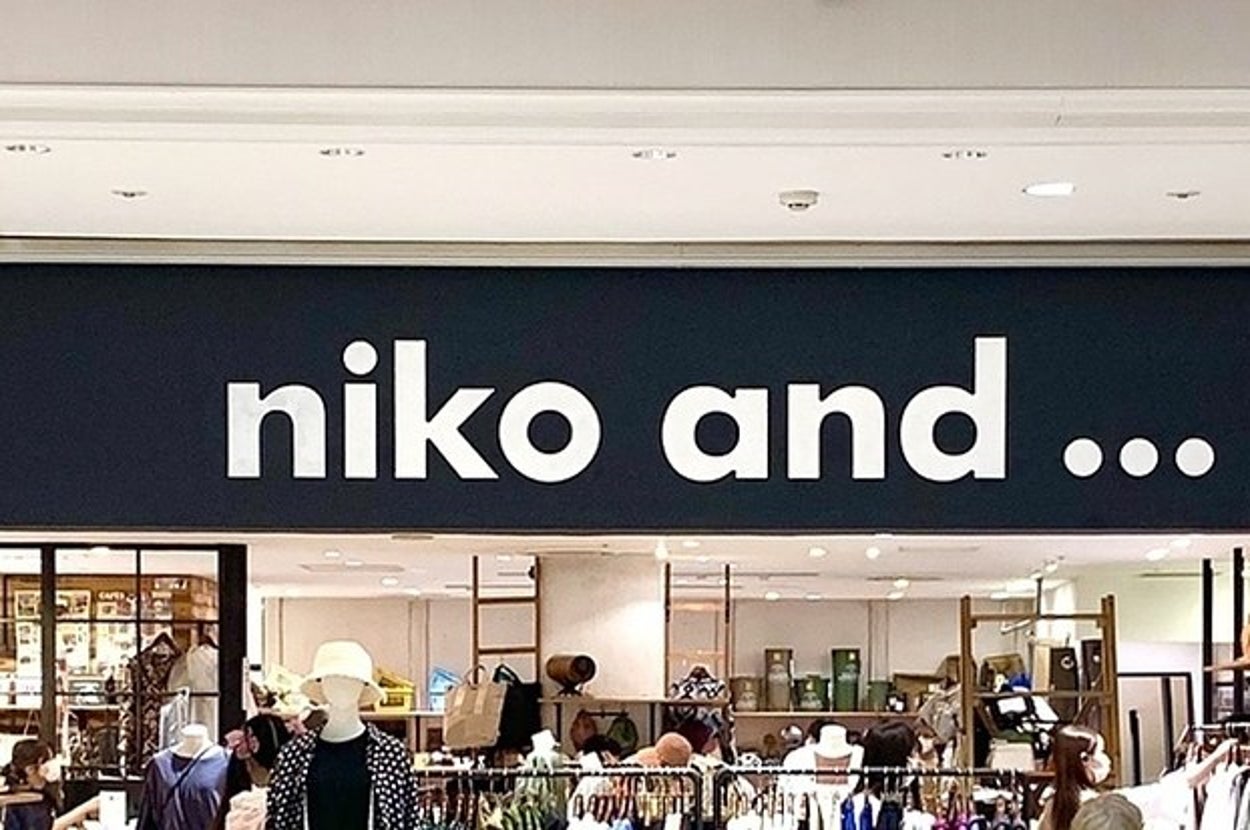 niko and ...